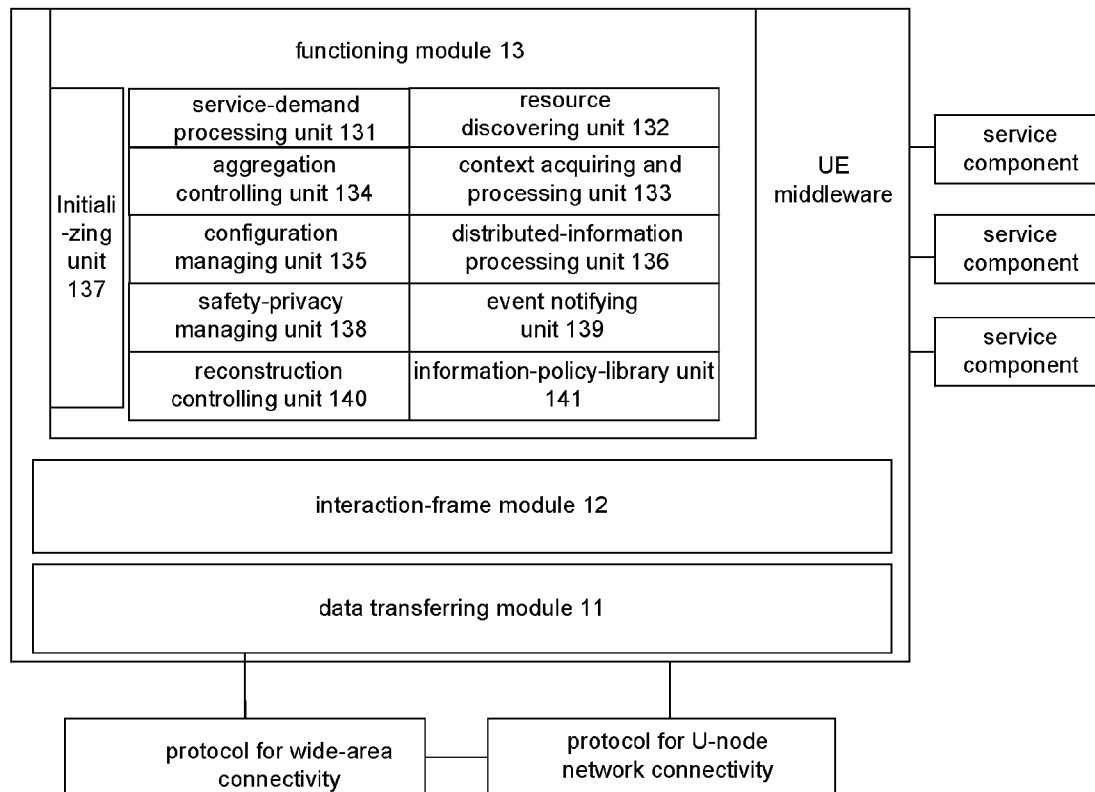 functioning module 13
Initiali
-zing
unit
137
service-demand
processing unit 131
resource
discovering unit 132
aggregation
controlling unit 134
context acquiring and
processing unit 133
configuration
managing unit 135
distributed-information
processing unit 136
safety-privacy
managing unit 138
event notifying
unit 139
reconstruction
controlling unit 140
information-policy-library unit
141
UE
middleware
service
component
service
component
service
component
interaction-frame module 12
data transferring module 11
protocol for wide-area
connectivity
protocol for U-node
network connectivity